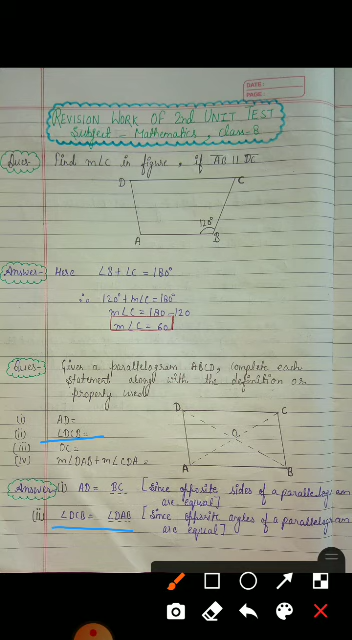 DATE:
PAGE:
REVISION WORK OF 2nd UNIT TEST
Subject - Mathematics, Class-8
Ques- Find m∠C in figure, if AB || DC
D C
120°
A B
Answer- Here ∠B + ∠C = 180°
∴ 120° + m∠C = 180°
m∠C = 180 - 120
m∠C = 60
Ques- Given a parallelogram ABCD, complete each
statement along with the definition or
property used
(i) AD =
(ii) ∠DCB =
(iii) OC =
(iv) m∠DAB + m∠CDA =
D C
O
A B
Answer- (i) AD = BC [Since opposite sides of a parallelogram
are equal]
(ii) ∠DCB = ∠DAB [Since opposite angles of a parallelogram
are equal]